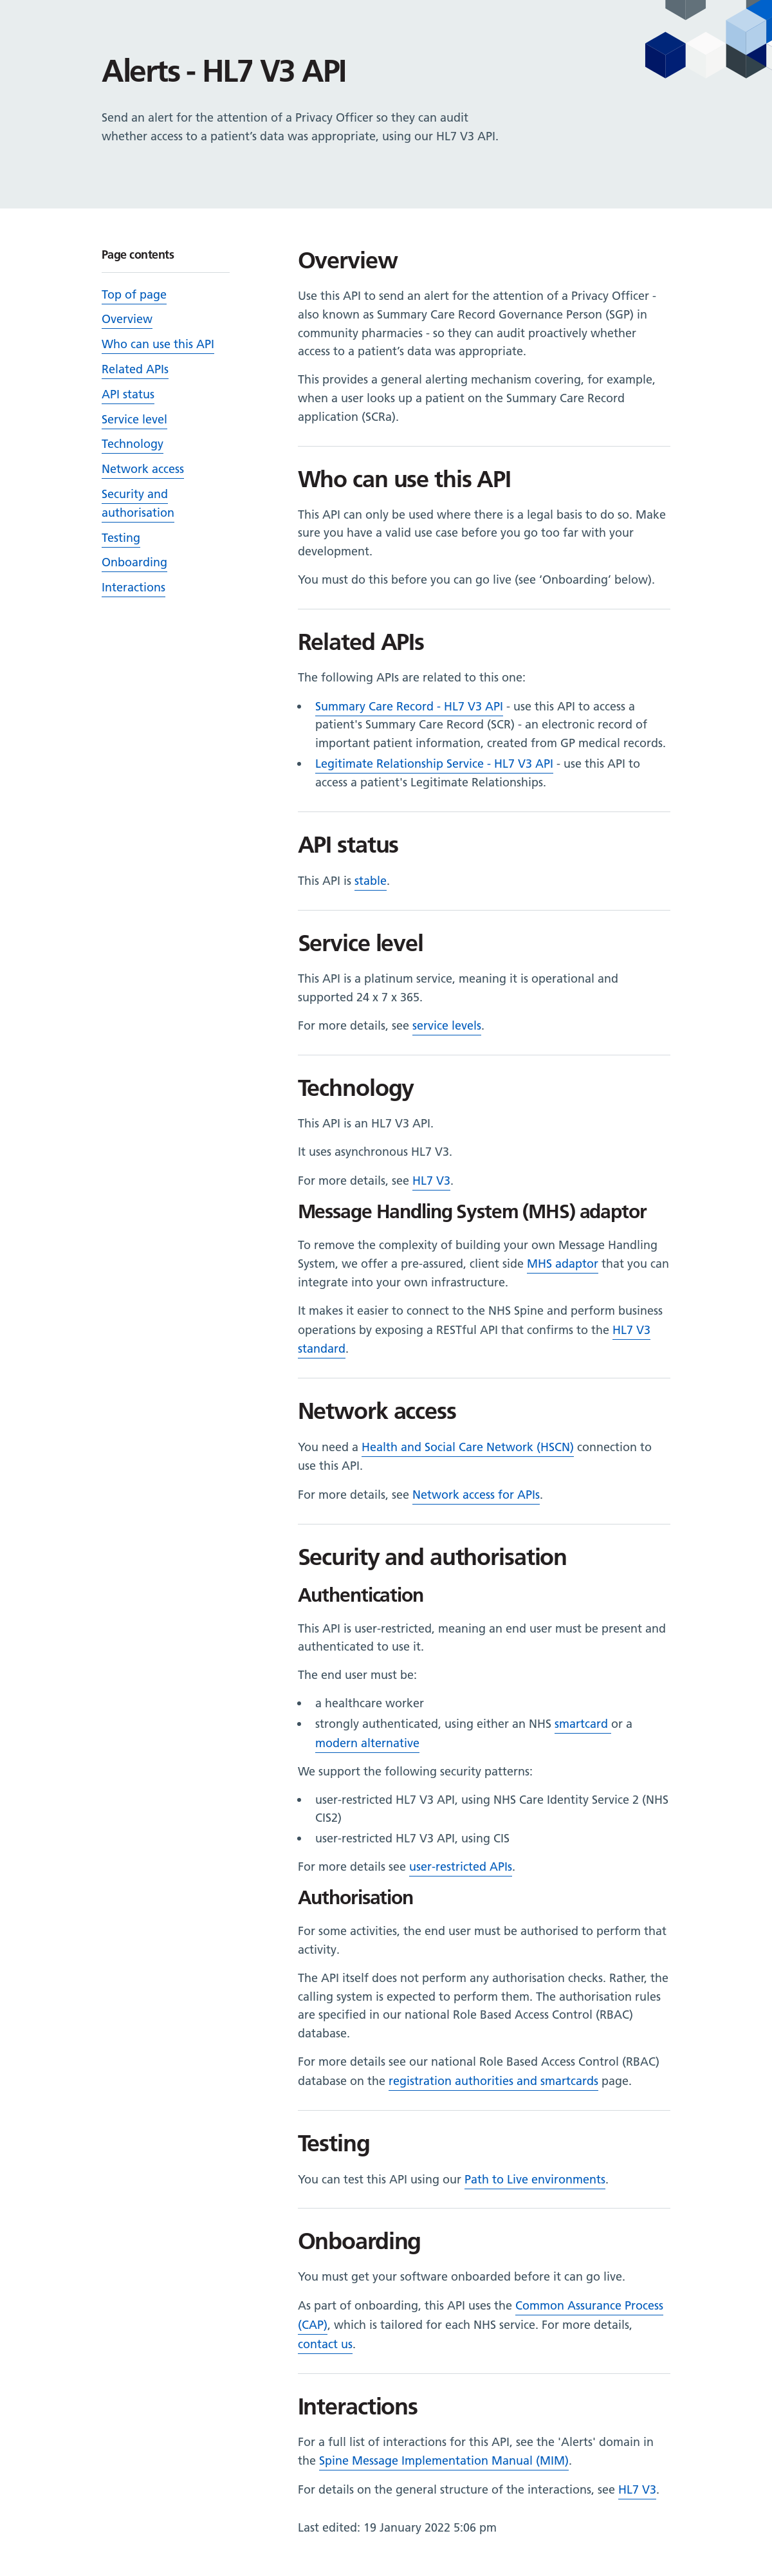 Alerts - HL7 V3 API
Send an alert for the attention of a Privacy Officer so they can audit
whether access to a patient’s data was appropriate, using our HL7 V3 API.
Page contents
Top of page
Overview
Who can use this API
Related APIs
API status
Service level
Technology
Network access
Security and
authorisation
Testing
Onboarding
Interactions
Overview
Use this API to send an alert for the attention of a Privacy Officer -
also known as Summary Care Record Governance Person (SGP) in
community pharmacies - so they can audit proactively whether
access to a patient’s data was appropriate.
This provides a general alerting mechanism covering, for example,
when a user looks up a patient on the Summary Care Record
application (SCRa).
Who can use this API
This API can only be used where there is a legal basis to do so. Make
sure you have a valid use case before you go too far with your
development.
You must do this before you can go live (see ‘Onboarding’ below).
Related APIs
The following APIs are related to this one:
• Summary Care Record - HL7 V3 API - use this API to access a
patient's Summary Care Record (SCR) - an electronic record of
important patient information, created from GP medical records.
• Legitimate Relationship Service - HL7 V3 API - use this API to
access a patient's Legitimate Relationships.
API status
This API is stable.
Service level
This API is a platinum service, meaning it is operational and
supported 24 x 7 x 365.
For more details, see service levels.
Technology
This API is an HL7 V3 API.
It uses asynchronous HL7 V3.
For more details, see HL7 V3.
Message Handling System (MHS) adaptor
To remove the complexity of building your own Message Handling
System, we offer a pre-assured, client side MHS adaptor that you can
integrate into your own infrastructure.
It makes it easier to connect to the NHS Spine and perform business
operations by exposing a RESTful API that confirms to the HL7 V3
standard.
Network access
You need a Health and Social Care Network (HSCN) connection to
use this API.
For more details, see Network access for APIs.
Security and authorisation
Authentication
This API is user-restricted, meaning an end user must be present and
authenticated to use it.
The end user must be:
• a healthcare worker
• strongly authenticated, using either an NHS smartcard or a
modern alternative
We support the following security patterns:
• user-restricted HL7 V3 API, using NHS Care Identity Service 2 (NHS
CIS2)
• user-restricted HL7 V3 API, using CIS
For more details see user-restricted APIs.
Authorisation
For some activities, the end user must be authorised to perform that
activity.
The API itself does not perform any authorisation checks. Rather, the
calling system is expected to perform them. The authorisation rules
are specified in our national Role Based Access Control (RBAC)
database.
For more details see our national Role Based Access Control (RBAC)
database on the registration authorities and smartcards page.
Testing
You can test this API using our Path to Live environments.
Onboarding
You must get your software onboarded before it can go live.
As part of onboarding, this API uses the Common Assurance Process
(CAP), which is tailored for each NHS service. For more details,
contact us.
Interactions
For a full list of interactions for this API, see the 'Alerts' domain in
the Spine Message Implementation Manual (MIM).
For details on the general structure of the interactions, see HL7 V3.
Last edited: 19 January 2022 5:06 pm